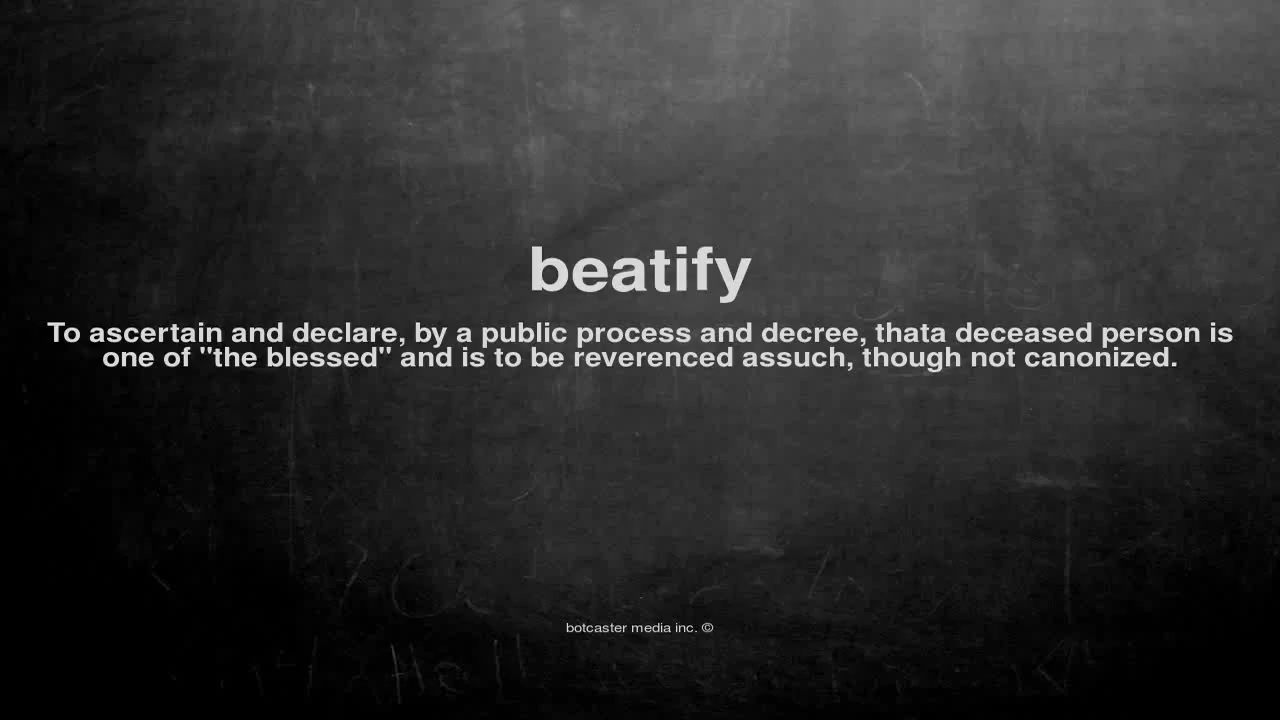 beatify
To ascertain and declare, by a public process and decree, thata deceased person is
one of "the blessed" and is to be reverenced assuch, though not canonized.
botcaster media inc. ©